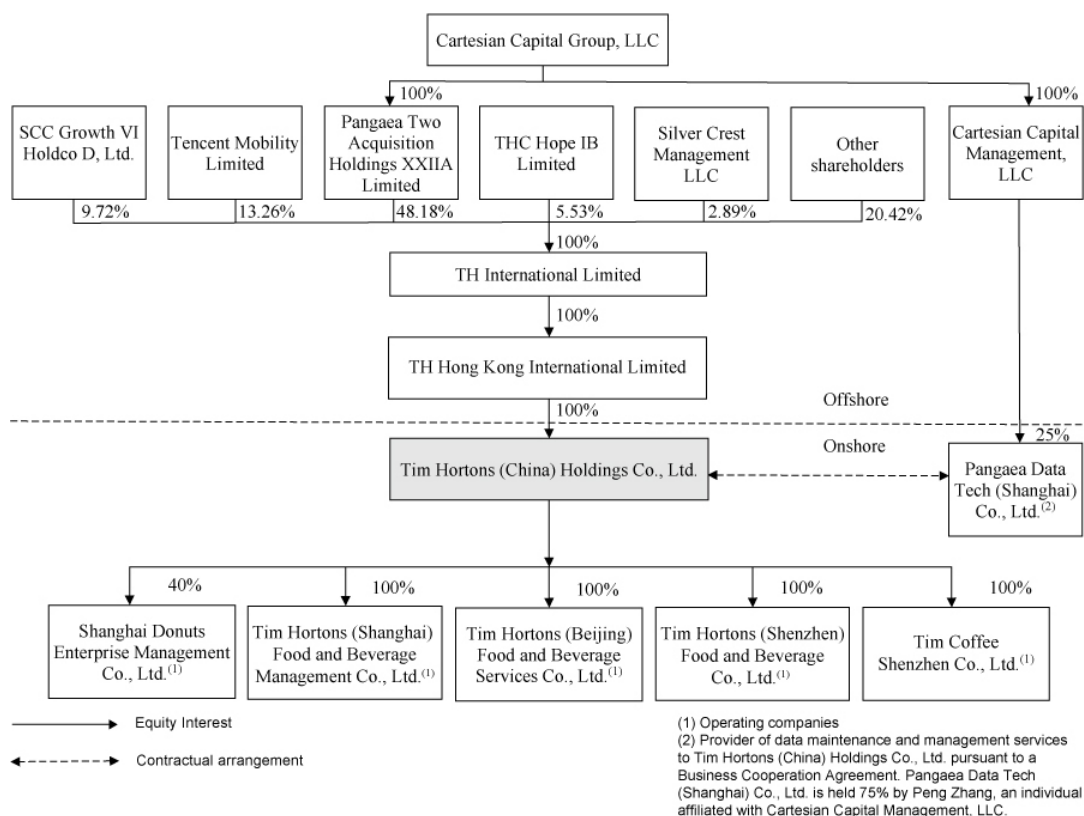 Cartesian Capital Group, LLC
100%
100%
SCC Growth VI
Holdco D, Ltd.
Tencent Mobility
Limited
Pangaea Two
Acquisition
Holdings XXIIA
Limited
THC Hope IB
Limited
Silver Crest
Management
LLC
Other
shareholders
Cartesian Capital
Management,
LLC
9.72%
13.26%
48.18%
5.53%
2.89%
20.42%
100%
TH International Limited
100%
TH Hong Kong International Limited
100%
Offshore
Onshore
25%
Tim Hortons (China) Holdings Co., Ltd.
Pangaea Data
Tech (Shanghai)
Co., Ltd.(2)
40%
100%
100%
100%
100%
Shanghai Donuts
Enterprise Management
Co., Ltd.(1)
Tim Hortons (Shanghai)
Food and Beverage
Management Co., Ltd.(1)
Tim Hortons (Beijing)
Food and Beverage
Services Co., Ltd.(1)
Tim Hortons (Shenzhen)
Food and Beverage
Co., Ltd.(1)
Tim Coffee
Shenzhen Co., Ltd.(1)
Equity Interest
Contractual arrangement
(1) Operating companies
(2) Provider of data maintenance and management services
to Tim Hortons (China) Holdings Co., Ltd. pursuant to a
Business Cooperation Agreement. Pangaea Data Tech
(Shanghai) Co., Ltd. is held 75% by Peng Zhang, an individual
affiliated with Cartesian Capital Management, LLC.